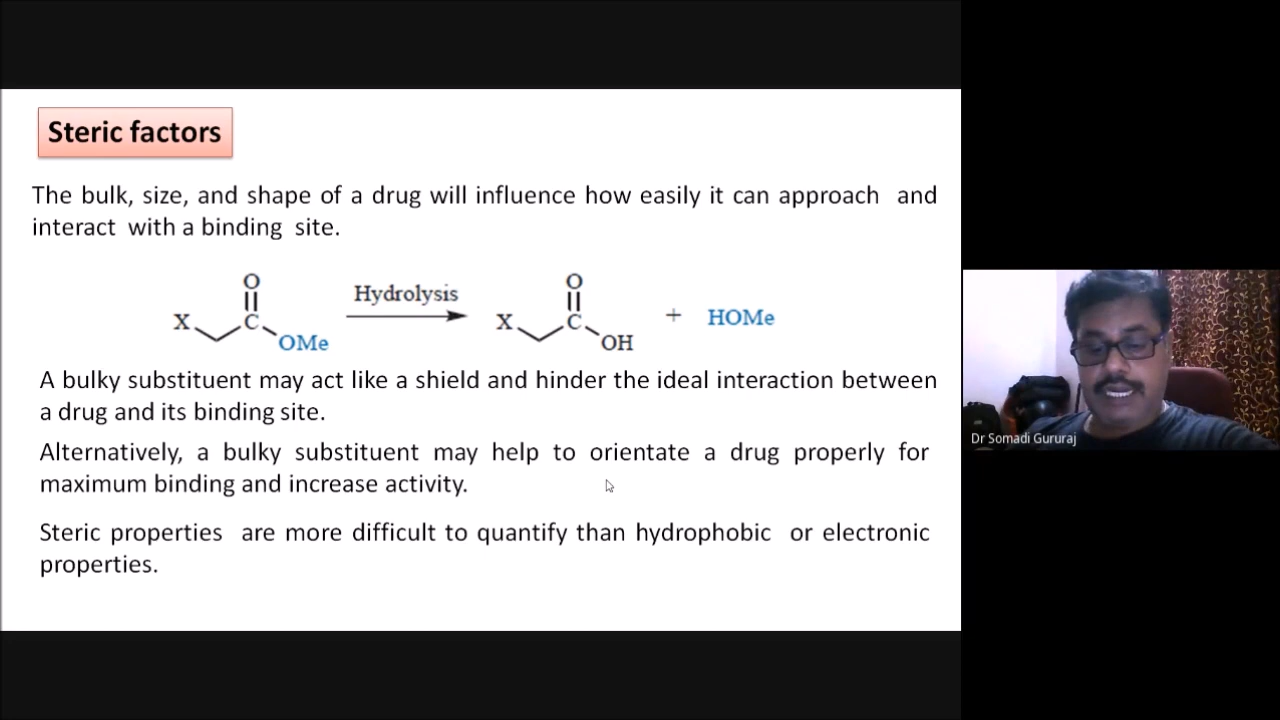 Steric factors
The bulk, size, and shape of a drug will influence how easily it can approach and
interact with a binding site.
O
X
C
OMe
Hydrolysis
O
X
C
OH
+
HOMe
A bulky substituent may act like a shield and hinder the ideal interaction between
a drug and its binding site.
Alternatively, a bulky substituent may help to orientate a drug properly for
maximum binding and increase activity.
Steric properties are more difficult to quantify than hydrophobic or electronic
properties.
Dr Somadi Gururaj